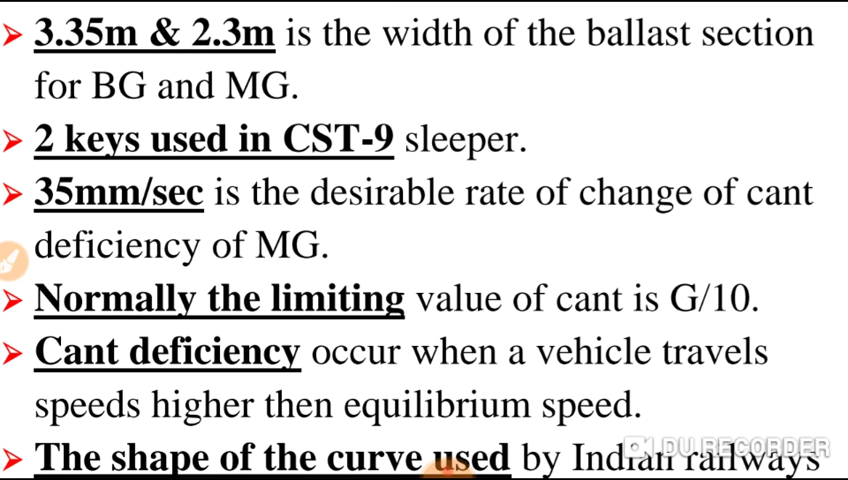 ➤ 3.35m & 2.3m is the width of the ballast section
for BG and MG.
➤ 2 keys used in CST-9 sleeper.
➤ 35mm/sec is the desirable rate of change of cant
deficiency of MG.
➤ Normally the limiting value of cant is G/10.
➤ Cant deficiency occur when a vehicle travels
speeds higher then equilibrium speed.
➤ The shape of the curve used by Indian railways
DU RECORDER